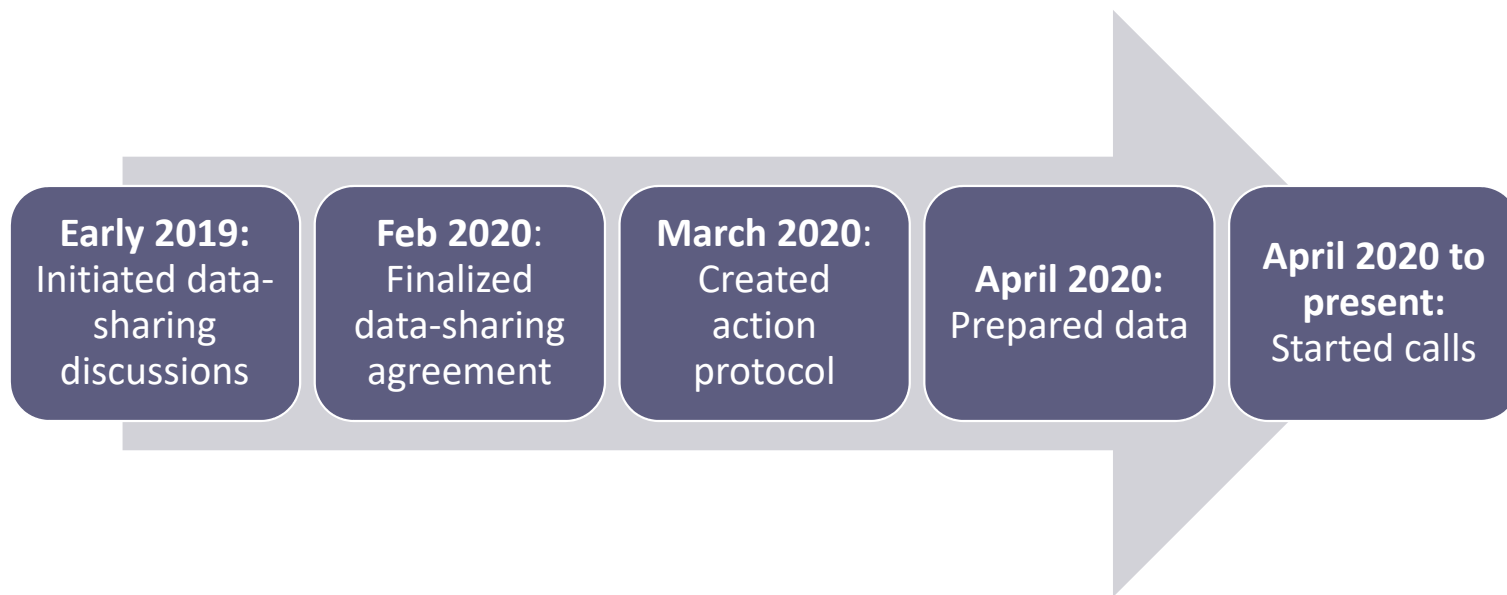 Early 2019:
Initiated data-
sharing
discussions
Feb 2020:
Finalized
data-sharing
agreement
March 2020:
Created
action
protocol
April 2020:
Prepared data
April 2020 to
present:
Started calls